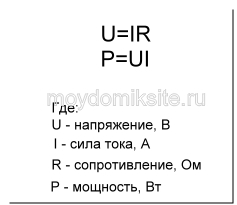 U=IR
P=UI
moydomiksite.ru
Где:
U - напряжение, В
I - сила тока, А
R - сопротивление, Ом
P - мощность, Вт